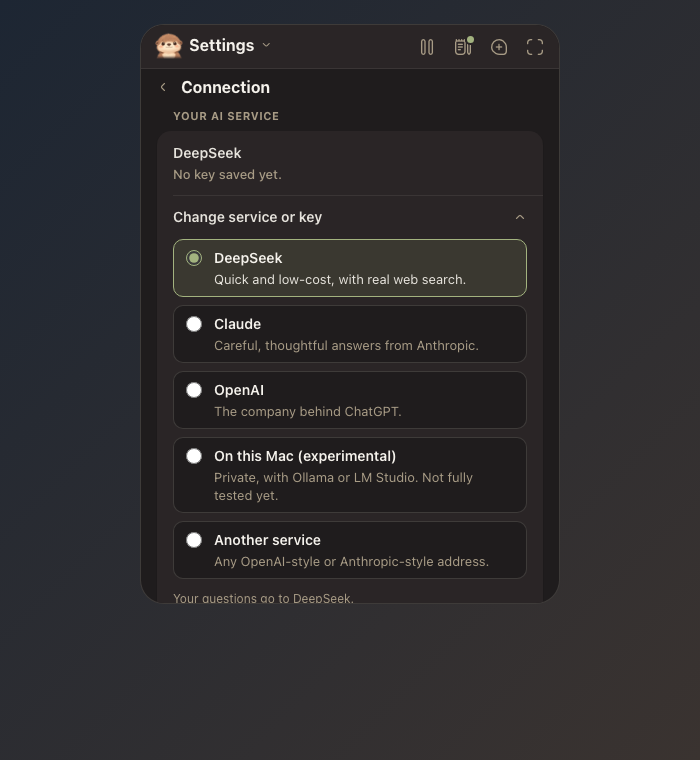 Settings
Connection
YOUR AI SERVICE
DeepSeek
No key saved yet.
Change service or key
DeepSeek
Quick and low-cost, with real web search.
Claude
Careful, thoughtful answers from Anthropic.
OpenAI
The company behind ChatGPT.
On this Mac (experimental)
Private, with Ollama or LM Studio. Not fully
tested yet.
Another service
Any OpenAI-style or Anthropic-style address.
Your questions go to DeepSeek.